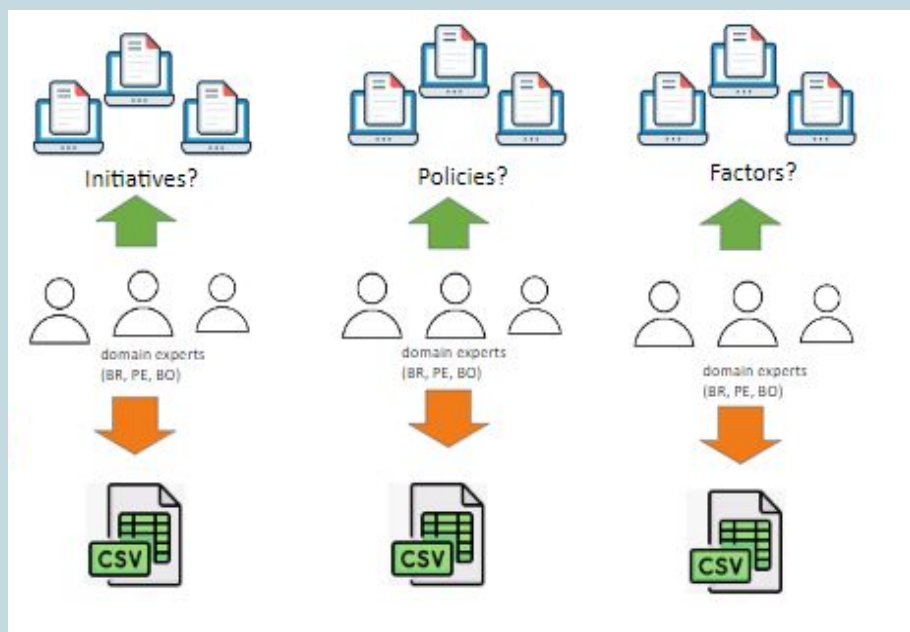 Initiatives?
Policies?
Factors?
domain experts
(BR, PE, BO)
domain experts
(BR, PE, BO)
domain experts
(BR, PE, BO)
CSV
CSV
CSV